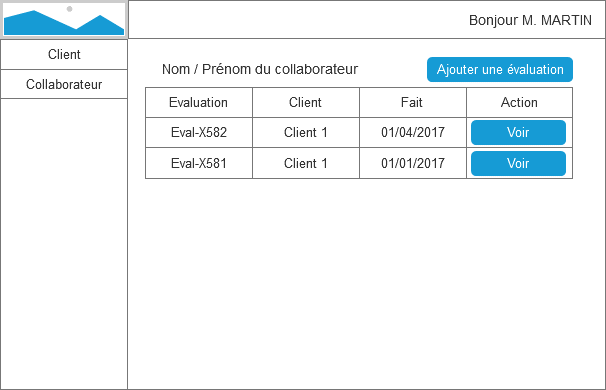 Bonjour M. MARTIN
Client
Collaborateur
Nom / Prénom du collaborateur
Ajouter une évaluation
Evaluation Client Fait Action
Eval-X582 Client 1 01/04/2017 Voir
Eval-X581 Client 1 01/01/2017 Voir